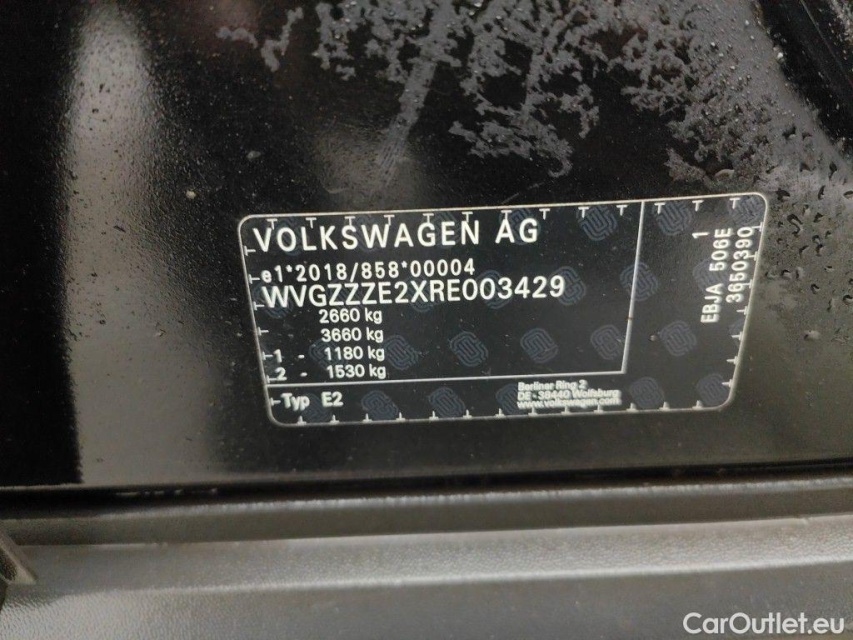 VOLKSWAGEN AG
e1*2018/858*00004
WVGZZZE2XRE003429
2660 kg
3660 kg
1 - 1180 kg
2 - 1530 kg
Typ E2
Berliner Ring 2
DE - 38440 Wolfsburg
www.volkswagen.com
1
EBJA 506E
3650390
CarOutlet.eu